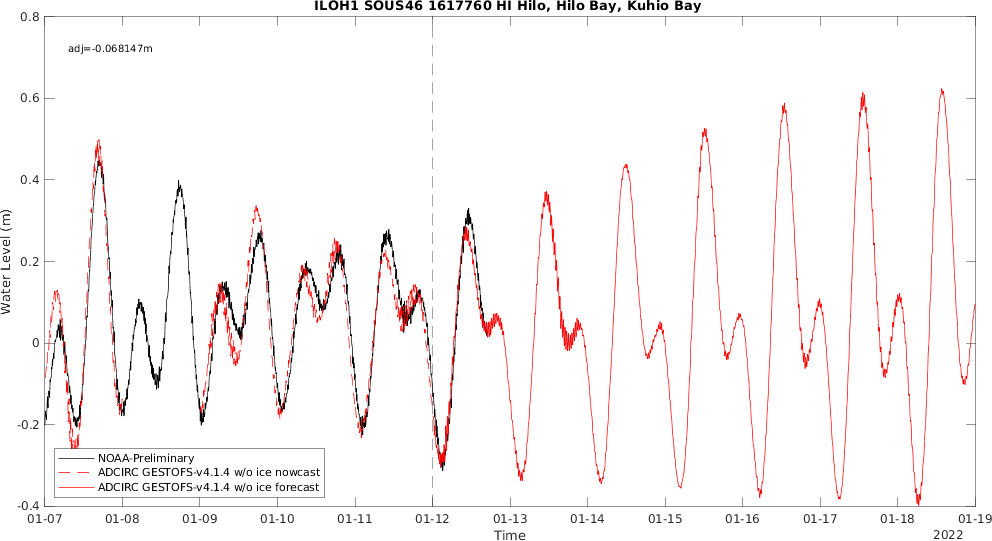 ILOH1 SOUS46 1617760 HI Hilo, Hilo Bay, Kuhio Bay
0.8
adj=-0.068147m
0.6
0.4
0.2
0
-0.2
-0.4
Water Level (m)
NOAA-Preliminary
ADCIRC GESTOFS-v4.1.4 w/o ice nowcast
ADCIRC GESTOFS-v4.1.4 w/o ice forecast
01-07 01-08 01-09 01-10 01-11 01-12 01-13 01-14 01-15 01-16 01-17 01-18 01-19
Time
2022